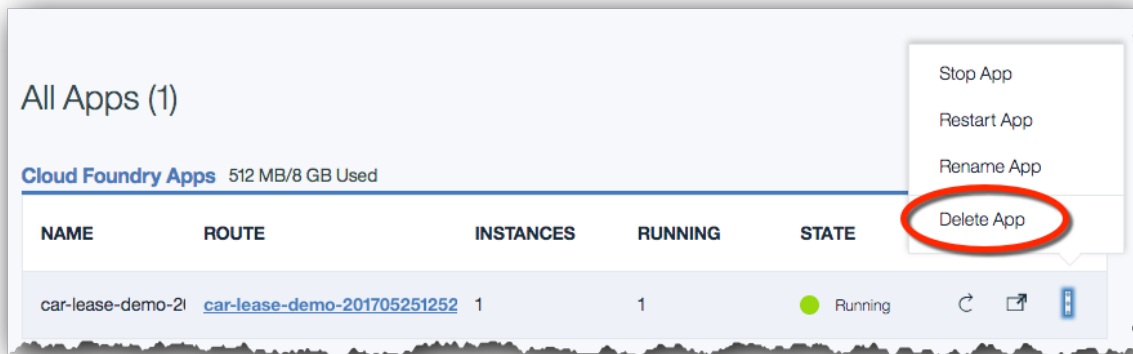 Stop App
All Apps (1)
Restart App
Rename App
Cloud Foundry Apps 512 MB/8 GB Used
Delete App
NAME ROUTE INSTANCES RUNNING STATE
car-lease-demo-20 car-lease-demo-201705251252 1 1 Running